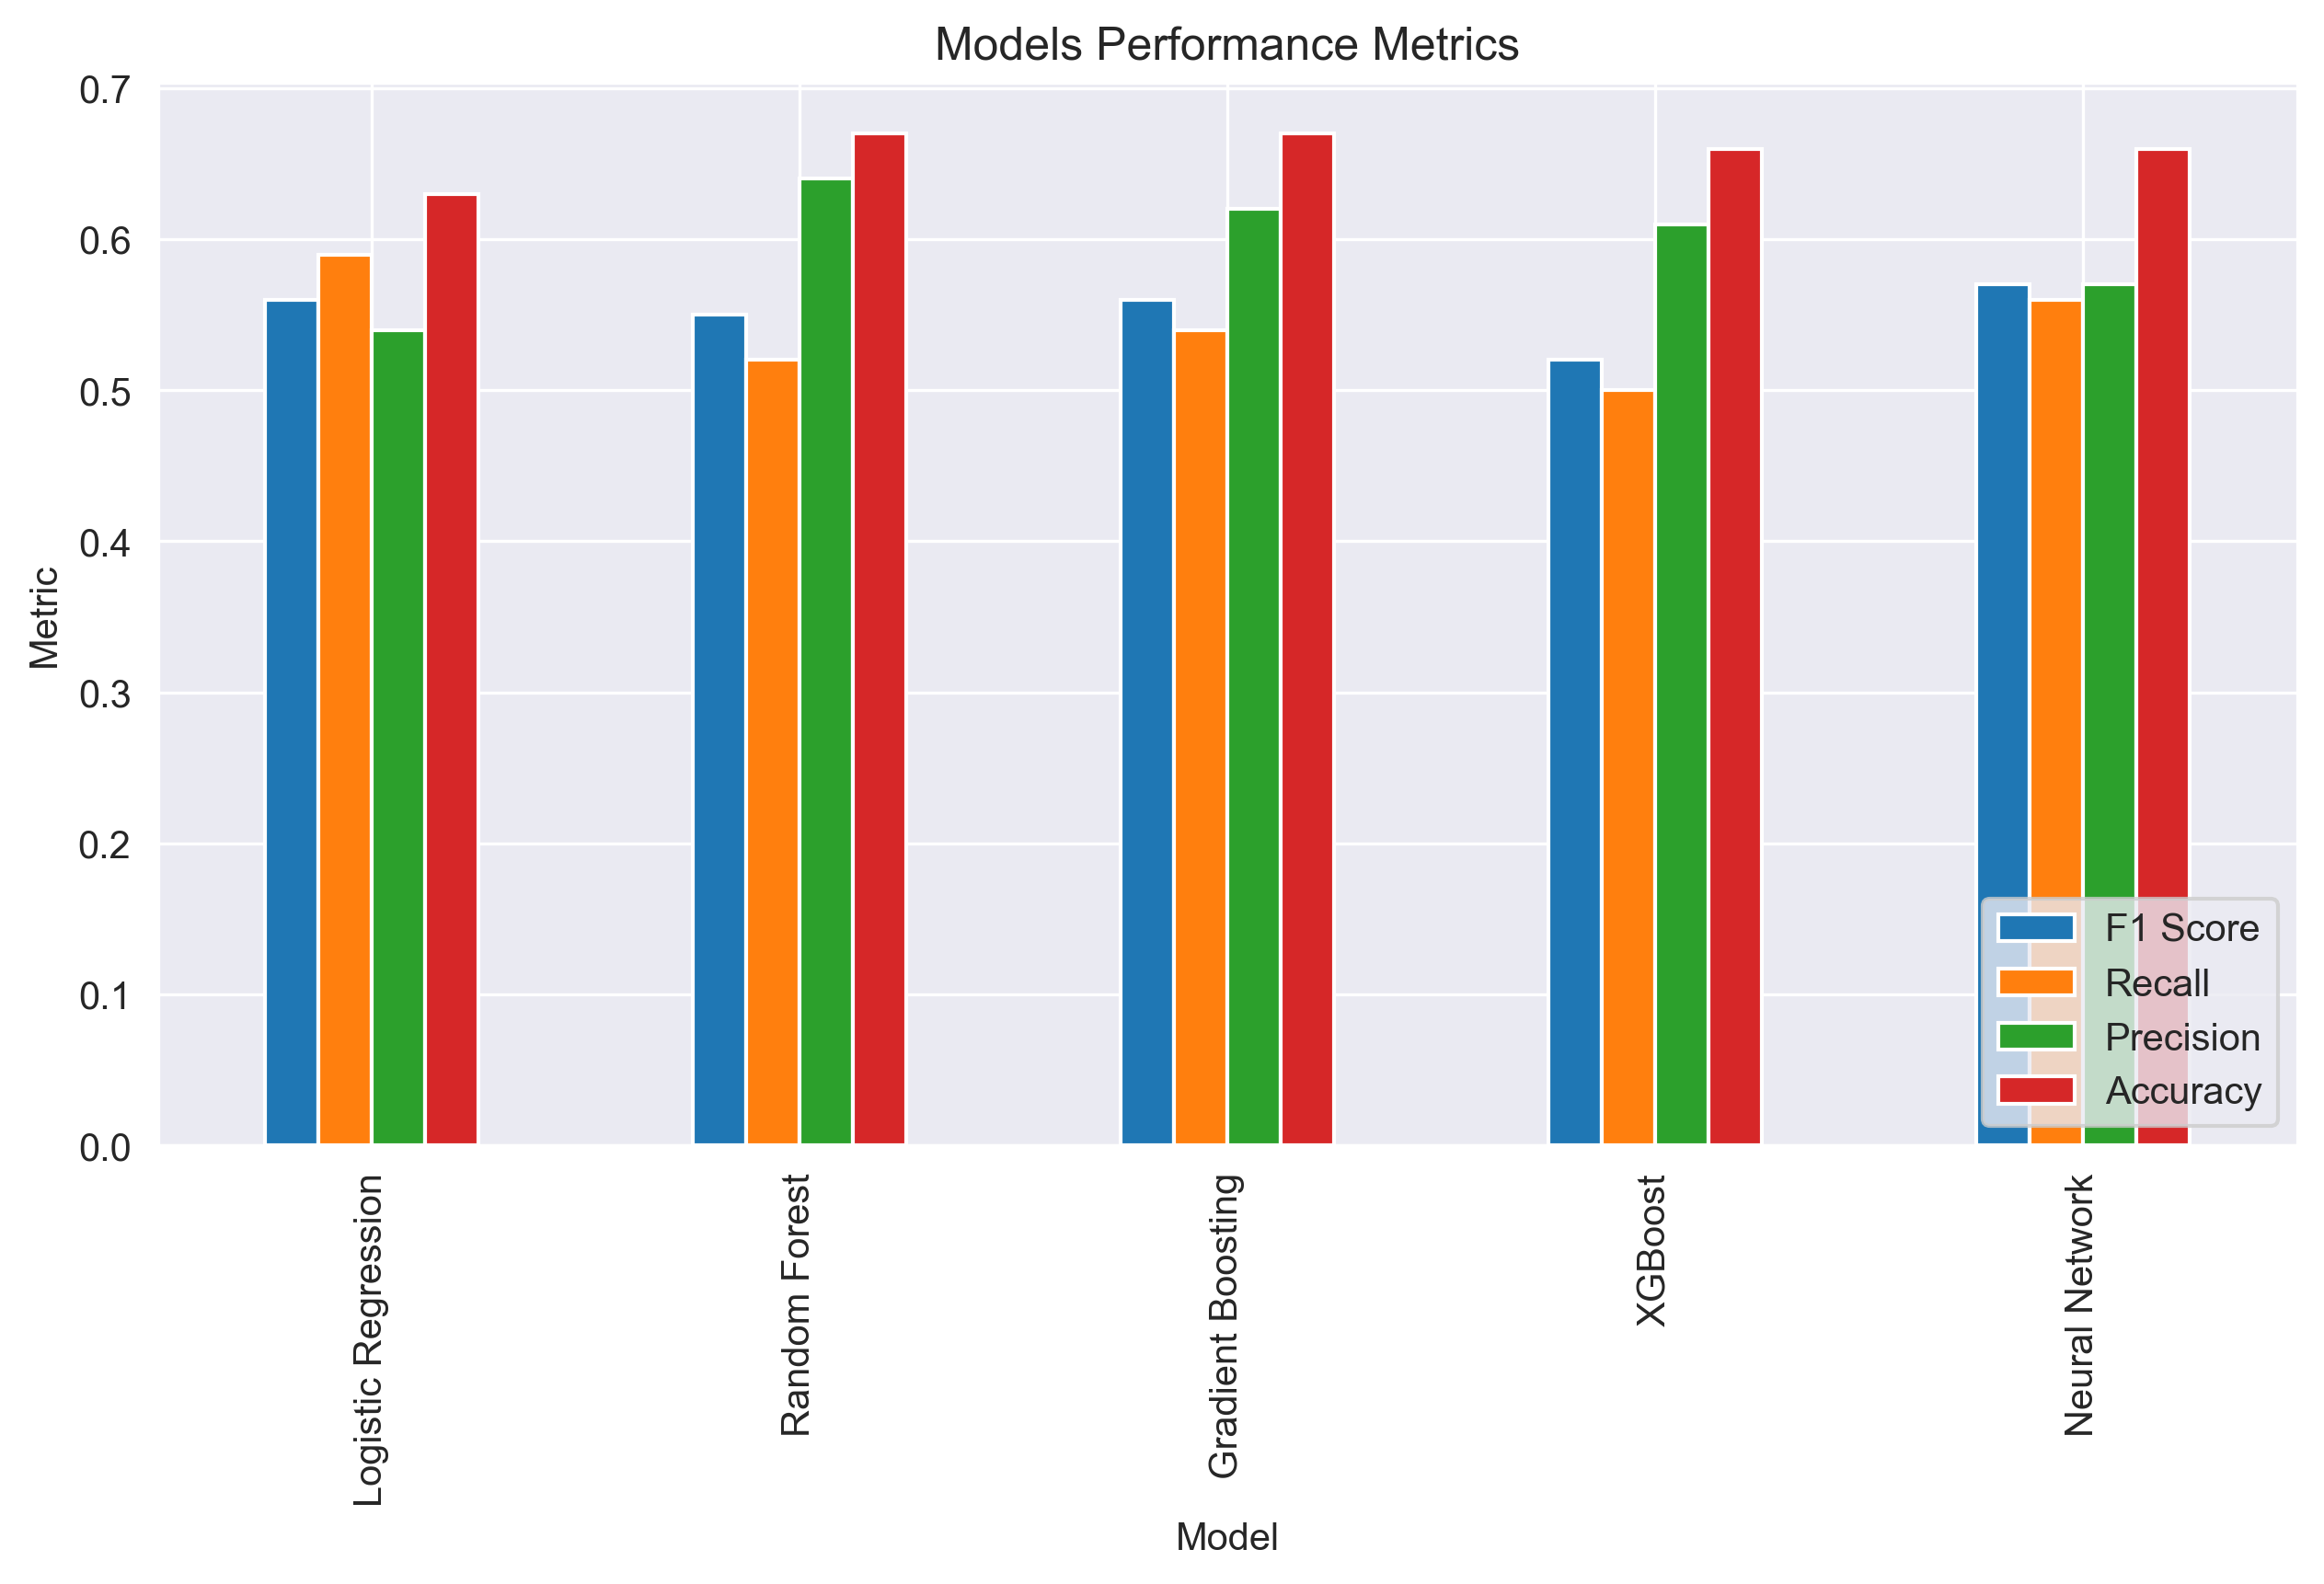 Models Performance Metrics
0.7
0.6
0.5
0.4
0.3
0.2
0.1
0.0
Metric
F1 Score
Recall
Precision
Accuracy
Logistic Regression
Random Forest
Gradient Boosting
XGBoost
Neural Network
Model